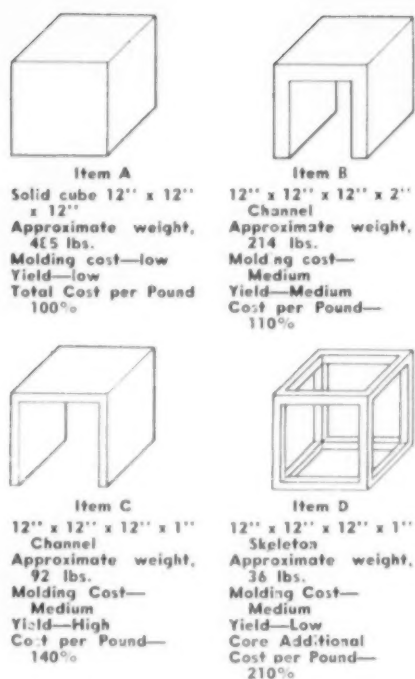 Item A
Solid cube 12'' x 12''
x 12''
Approximate weight,
485 lbs.
Molding cost—low
Yield—low
Total Cost per Pound
100%
Item B
12'' x 12'' x 12'' x 2''
Channel
Approximate weight,
214 lbs.
Molding cost—
Medium
Yield—Medium
Cost per Pound—
110%
Item C
12'' x 12'' x 12'' x 1''
Channel
Approximate weight,
92 lbs.
Molding Cost—
Medium
Yield—High
Cost per Pound—
140%
Item D
12'' x 12'' x 12'' x 1''
Skeleton
Approximate weight,
36 lbs.
Molding Cost—
Medium
Yield—Low
Core Additional
Cost per Pound—
210%